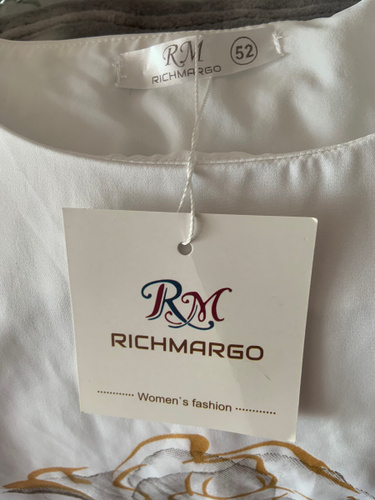 RM
52
RICHMARGO
RM
RICHMARGO
............ Women`s fashion ............